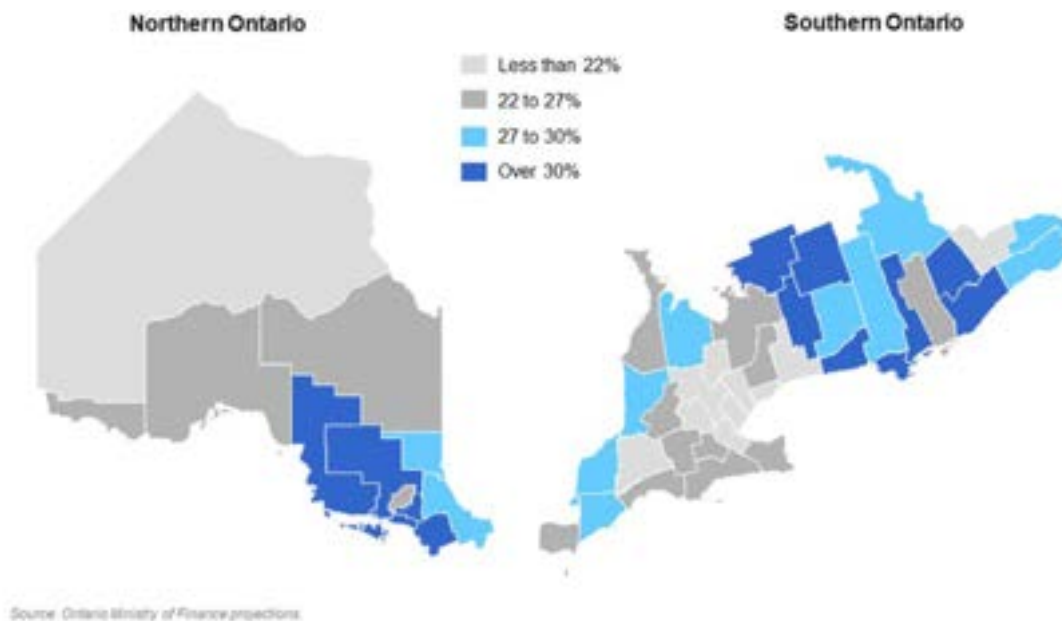 Northern Ontario
Southern Ontario
Less than 22%
22 to 27%
27 to 30%
Over 30%
Source: Ontario Ministry of Finance projections.